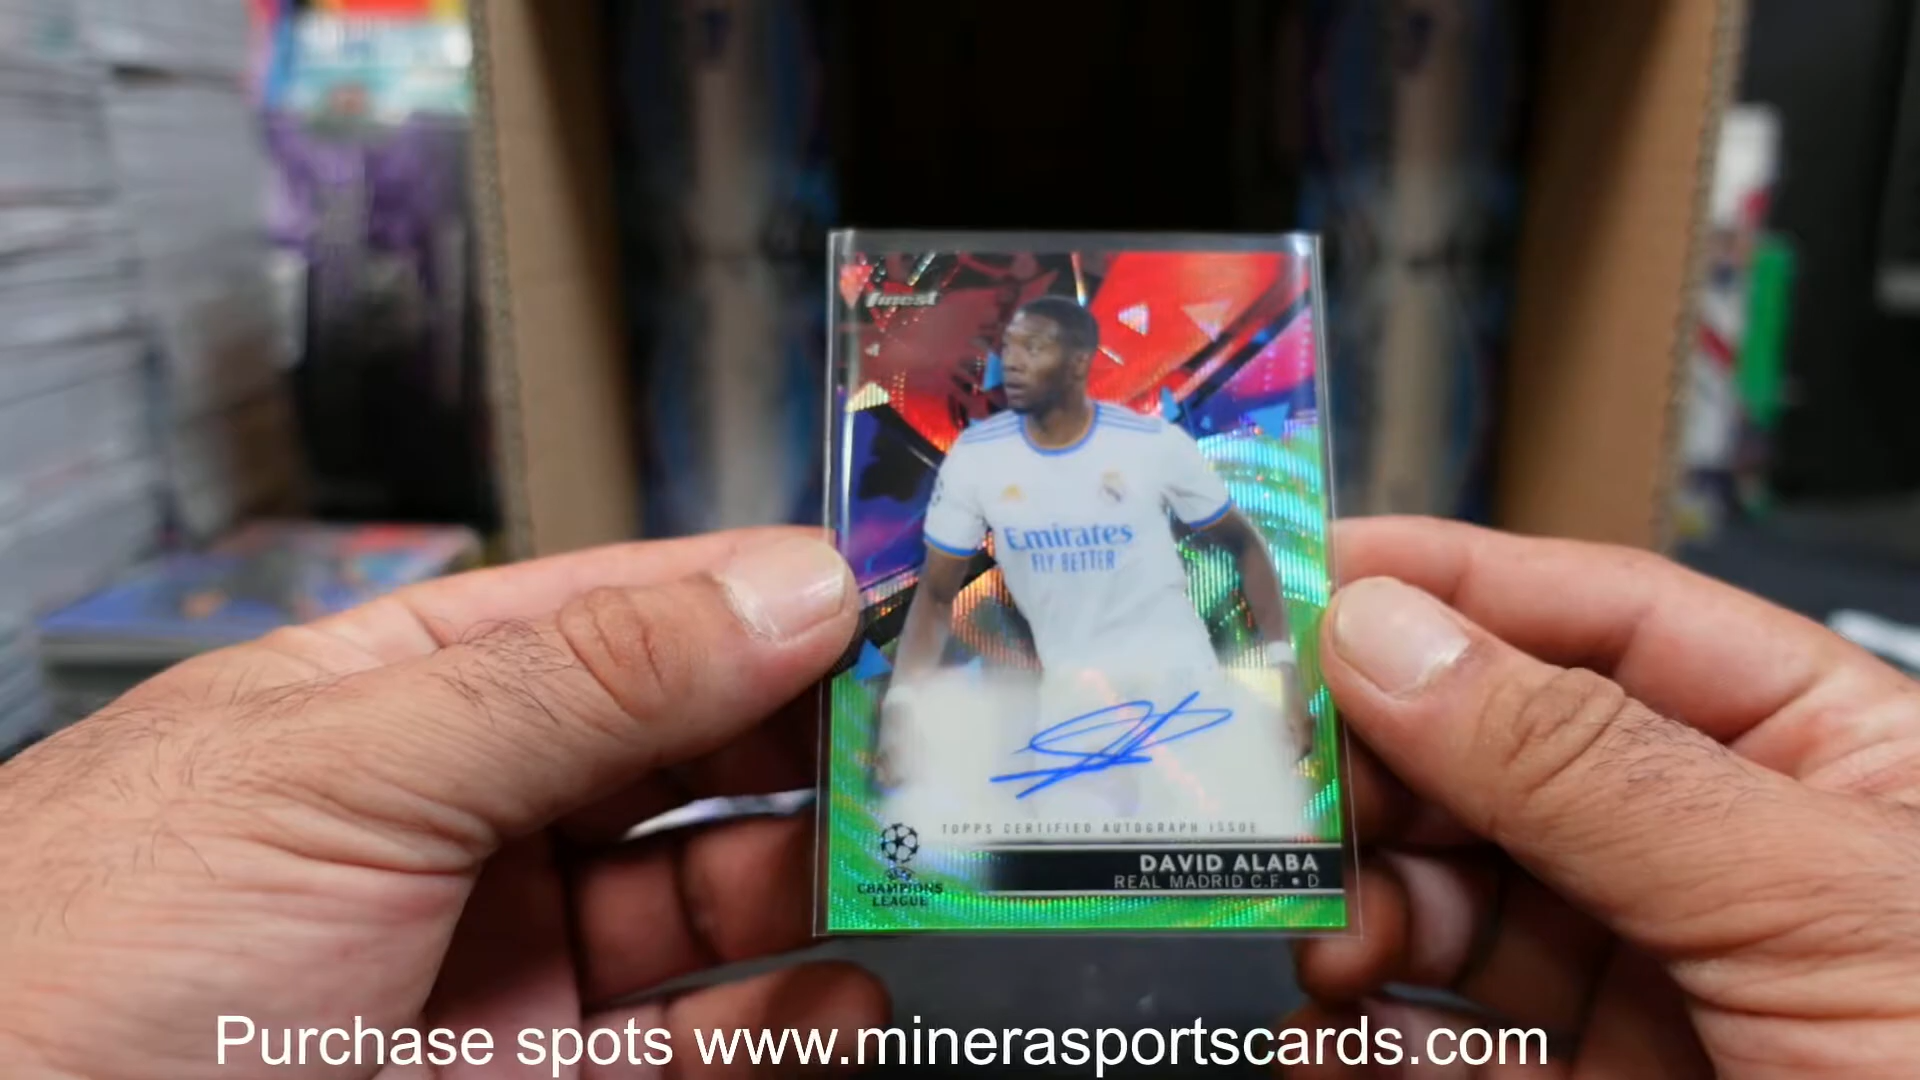 finest
Emirates
FLY BETTER
TOPPS CERTIFIED AUTOGRAPH ISSUE
DAVID ALABA
REAL MADRID C.F. • D
CHAMPIONS
LEAGUE
Purchase spots www.minerasportscards.com